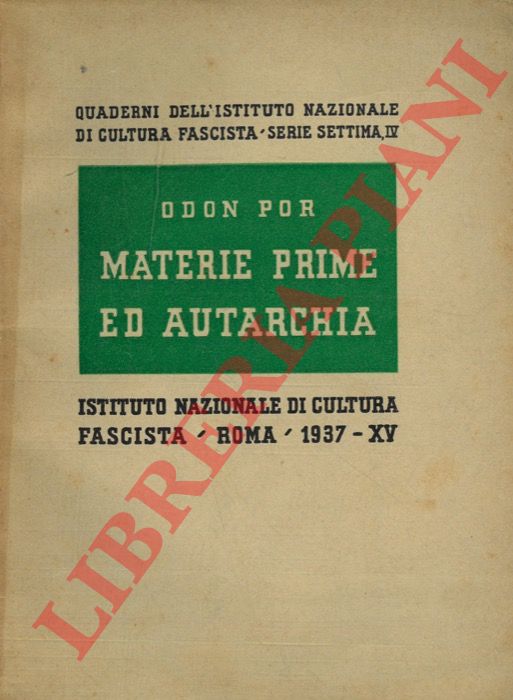 QUADERNI DELL'ISTITUTO NAZIONALE
DI CULTURA FASCISTA - SERIE SETTIMA, IV
ODON POR
MATERIE PRIME
ED AUTARCHIA
ISTITUTO NAZIONALE DI CULTURA
FASCISTA - ROMA - 1937 - XV
LIBRERIA PIANI